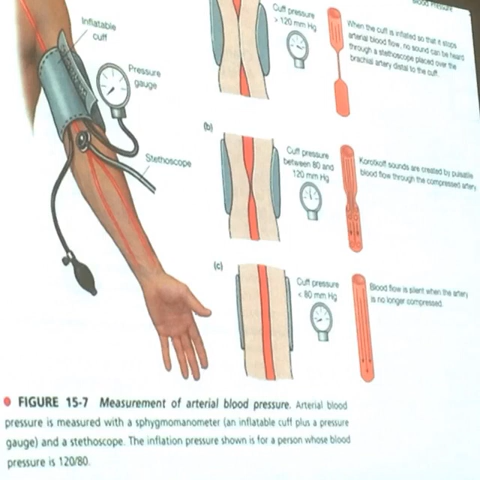 Blood Pressure
Inflatable
cuff
Pressure
gauge
Stethoscope
Cuff pressure
> 120 mm Hg
When the cuff is inflated so that it stops
arterial blood flow, no sound can be heard
through a stethoscope placed over the
brachial artery distal to the cuff.
(b)
Cuff pressure
between 80 and
120 mm Hg
Korotkoff sounds are created by pulsatile
blood flow through the compressed artery
(c)
Cuff pressure
< 80 mm Hg
Blood flow is silent when the artery
is no longer compressed.
FIGURE 15-7 Measurement of arterial blood pressure. Arterial blood
pressure is measured with a sphygmomanometer (an inflatable cuff plus a pressure
gauge) and a stethoscope. The inflation pressure shown is for a person whose blood
pressure is 120/80.